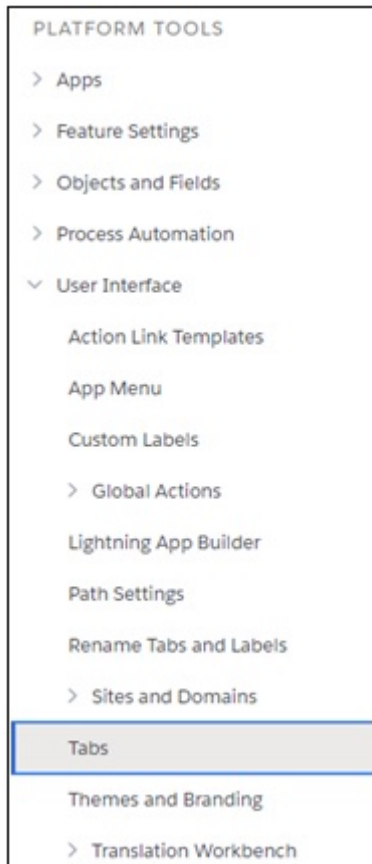 PLATFORM TOOLS
Apps
Feature Settings
Objects and Fields
Process Automation
User Interface
Action Link Templates
App Menu
Custom Labels
Global Actions
Lightning App Builder
Path Settings
Rename Tabs and Labels
Sites and Domains
Tabs
Themes and Branding
Translation Workbench